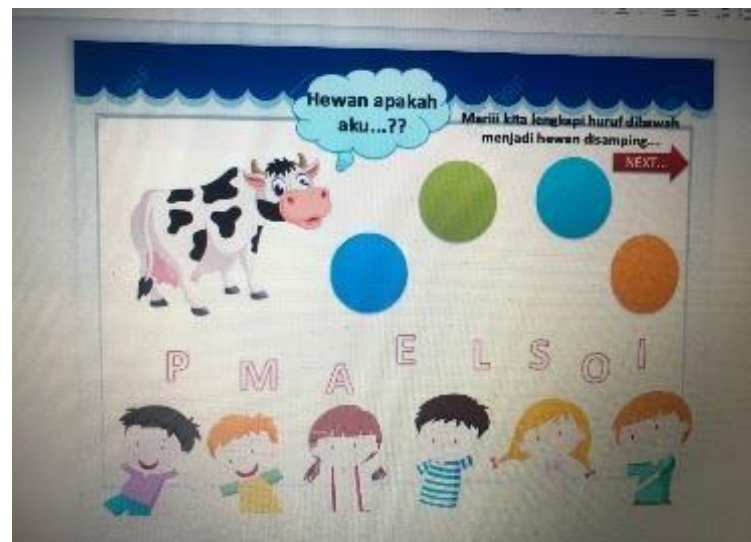 Hewan apakah
aku...??
Mariii kita lengkapi huruf dibawah
menjadi hewan disamping...
NEXT...
P M A E L S O I